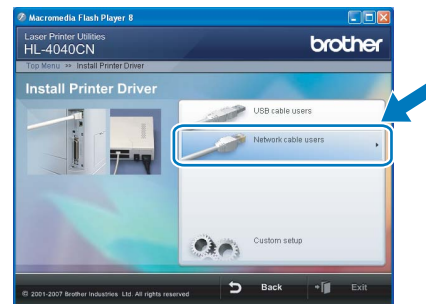 Macromedia Flash Player 8
Laser Printer Utilities
HL-4040CN
brother
Top Menu >> Install Printer Driver
Install Printer Driver
USB cable users
Network cable users
Custom setup
© 2001-2007 Brother Industries Ltd. All rights reserved
Back
Exit